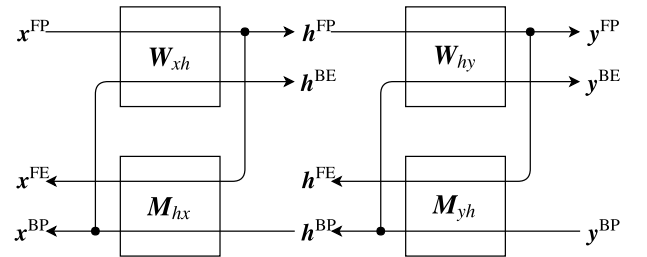 x^FP W_xh h^FP W_hy y^FP
h^BE y^BE
x^FE M_hx h^FE M_yh
x^BP h^BP y^BP